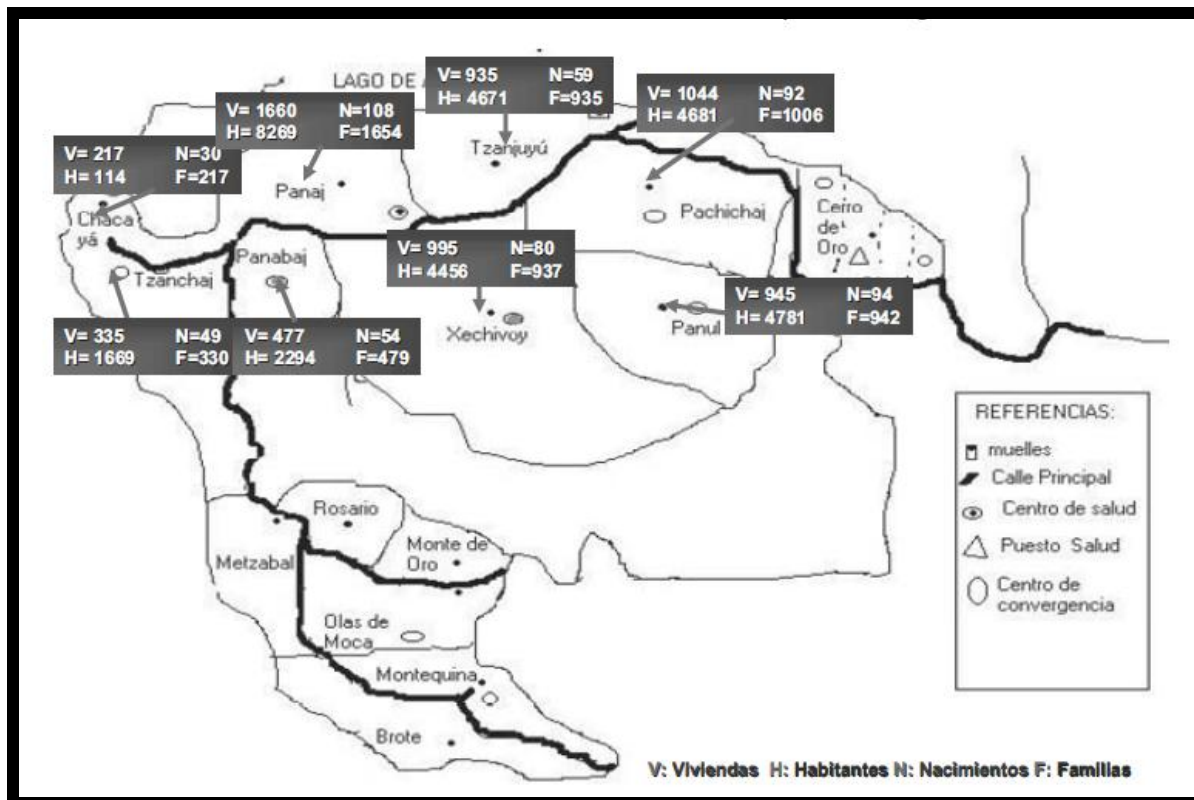 LAGO DE
V= 935 N=59
H= 4671 F=935
V= 1044 N=92
H= 4681 F=1006
V= 1660 N=108
H= 8269 F=1654
V= 217 N=30
H= 114 F=217
Tzanjuyú
Panaj
Pachichaj
Cerro
de
Oro
Chaca
yá
Tzanchaj
Panabaj
V= 995 N=80
H= 4456 F=937
V= 945 N=94
H= 4781 F=942
Xechivoy
Panul
V= 335 N=49
H= 1669 F=330
V= 477 N=54
H= 2294 F=479
REFERENCIAS:
muelles
Calle Principal
Centro de salud
Puesto Salud
Centro de
convergencia
Rosario
Metzabal
Monte de
Oro
Olas de
Moca
Montequina
Brote
V: Viviendas H: Habitantes N: Nacimientos F: Familias